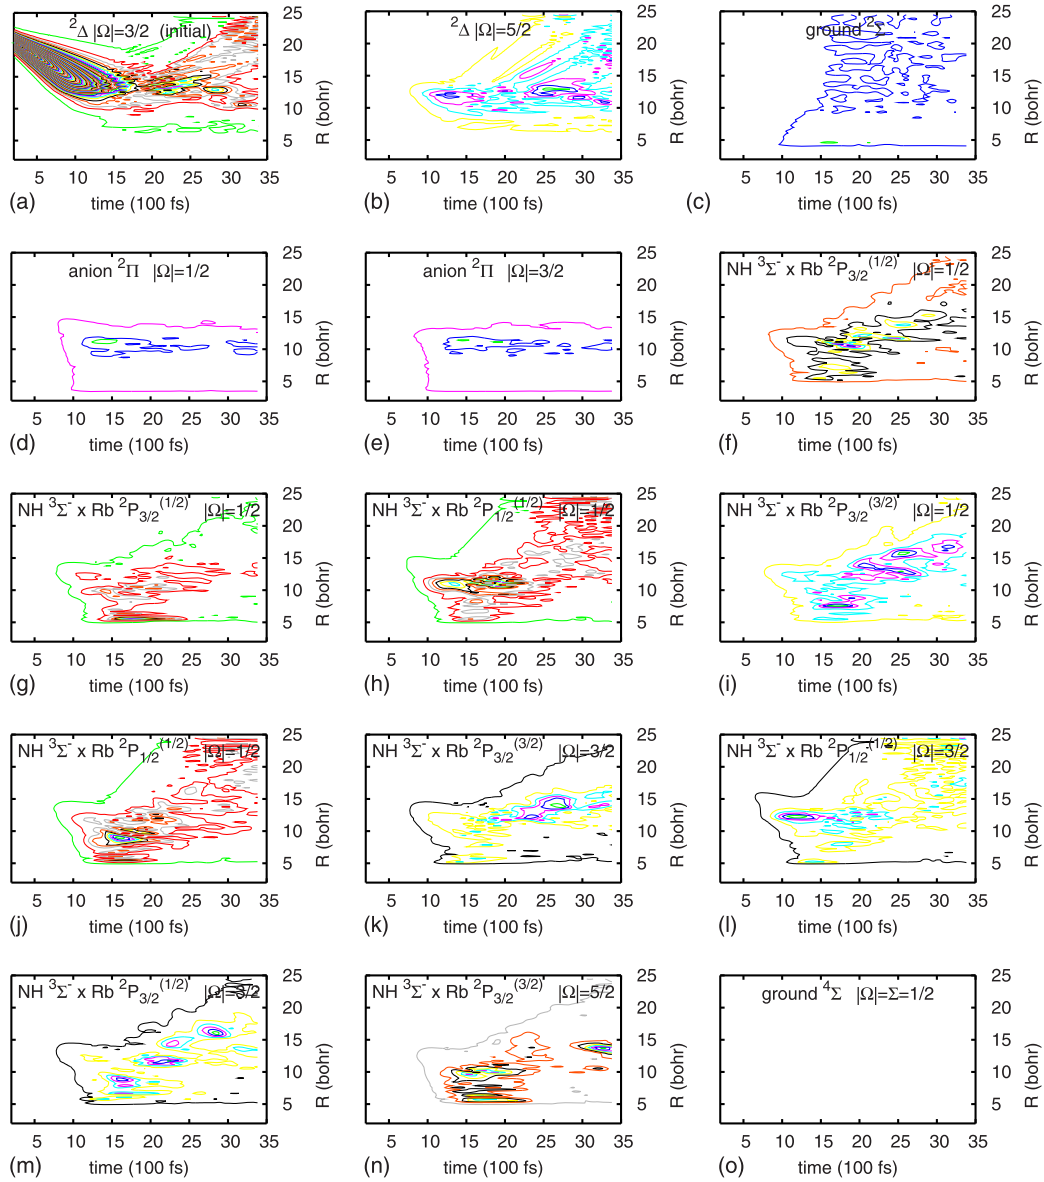 ²Δ |Ω|=3/2 (initial)
25
20
15
10
5
R (bohr)
5 10 15 20 25 30 35
(a) time (100 fs)
²Δ |Ω|=5/2
25
20
15
10
5
R (bohr)
5 10 15 20 25 30 35
(b) time (100 fs)
ground ²Σ
25
20
15
10
5
R (bohr)
5 10 15 20 25 30 35
(c) time (100 fs)
anion ²Π |Ω|=1/2
25
20
15
10
5
R (bohr)
5 10 15 20 25 30 35
(d) time (100 fs)
anion ²Π |Ω|=3/2
25
20
15
10
5
R (bohr)
5 10 15 20 25 30 35
(e) time (100 fs)
NH ³Σ⁻ x Rb ²P₃/₂⁽¹/²⁾ |Ω|=1/2
25
20
15
10
5
R (bohr)
5 10 15 20 25 30 35
(f) time (100 fs)
NH ³Σ⁻ x Rb ²P₃/₂⁽¹/²⁾ |Ω|=1/2
25
20
15
10
5
R (bohr)
5 10 15 20 25 30 35
(g) time (100 fs)
NH ³Σ⁻ x Rb ²P₁/₂⁽¹/²⁾ |Ω|=1/2
25
20
15
10
5
R (bohr)
5 10 15 20 25 30 35
(h) time (100 fs)
NH ³Σ⁻ x Rb ²P₃/₂⁽³/²⁾ |Ω|=1/2
25
20
15
10
5
R (bohr)
5 10 15 20 25 30 35
(i) time (100 fs)
NH ³Σ⁻ x Rb ²P₁/₂⁽¹/²⁾ |Ω|=1/2
25
20
15
10
5
R (bohr)
5 10 15 20 25 30 35
(j) time (100 fs)
NH ³Σ⁻ x Rb ²P₃/₂⁽³/²⁾ |Ω|=3/2
25
20
15
10
5
R (bohr)
5 10 15 20 25 30 35
(k) time (100 fs)
NH ³Σ⁻ x Rb ²P₁/₂⁽¹/²⁾ |Ω|=3/2
25
20
15
10
5
R (bohr)
5 10 15 20 25 30 35
(l) time (100 fs)
NH ³Σ⁻ x Rb ²P₃/₂⁽¹/²⁾ |Ω|=3/2
25
20
15
10
5
R (bohr)
5 10 15 20 25 30 35
(m) time (100 fs)
NH ³Σ⁻ x Rb ²P₃/₂⁽³/²⁾ |Ω|=5/2
25
20
15
10
5
R (bohr)
5 10 15 20 25 30 35
(n) time (100 fs)
ground ⁴Σ |Ω|=Σ=1/2
25
20
15
10
5
R (bohr)
5 10 15 20 25 30 35
(o) time (100 fs)